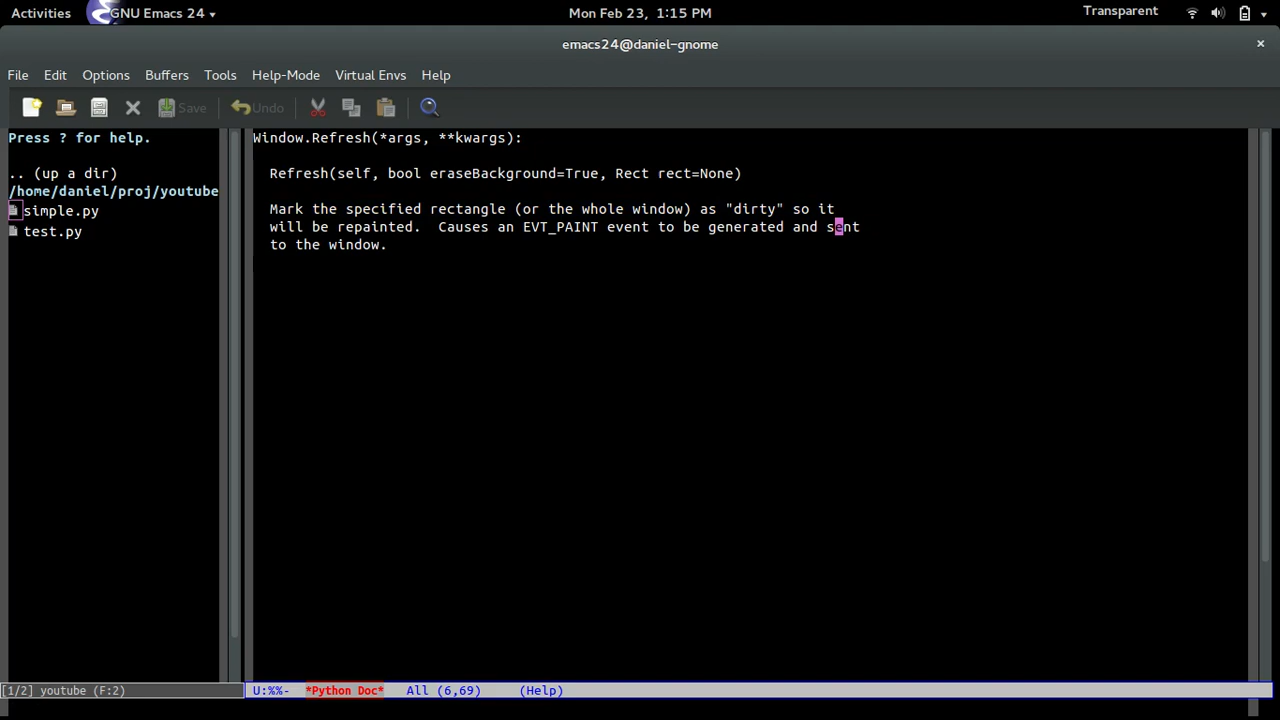 Activities GNU Emacs 24 Mon Feb 23, 1:15 PM Transparent
emacs24@daniel-gnome
File Edit Options Buffers Tools Help-Mode Virtual Envs Help
Save Undo
Press ? for help.
.. (up a dir)
/home/daniel/proj/youtube
simple.py
test.py
Window.Refresh(*args, **kwargs):
Refresh(self, bool eraseBackground=True, Rect rect=None)
Mark the specified rectangle (or the whole window) as "dirty" so it
will be repainted.  Causes an EVT_PAINT event to be generated and sent
to the window.
[1/2] youtube (F:2)
U:%%-  *Python Doc*   All (6,69)     (Help)